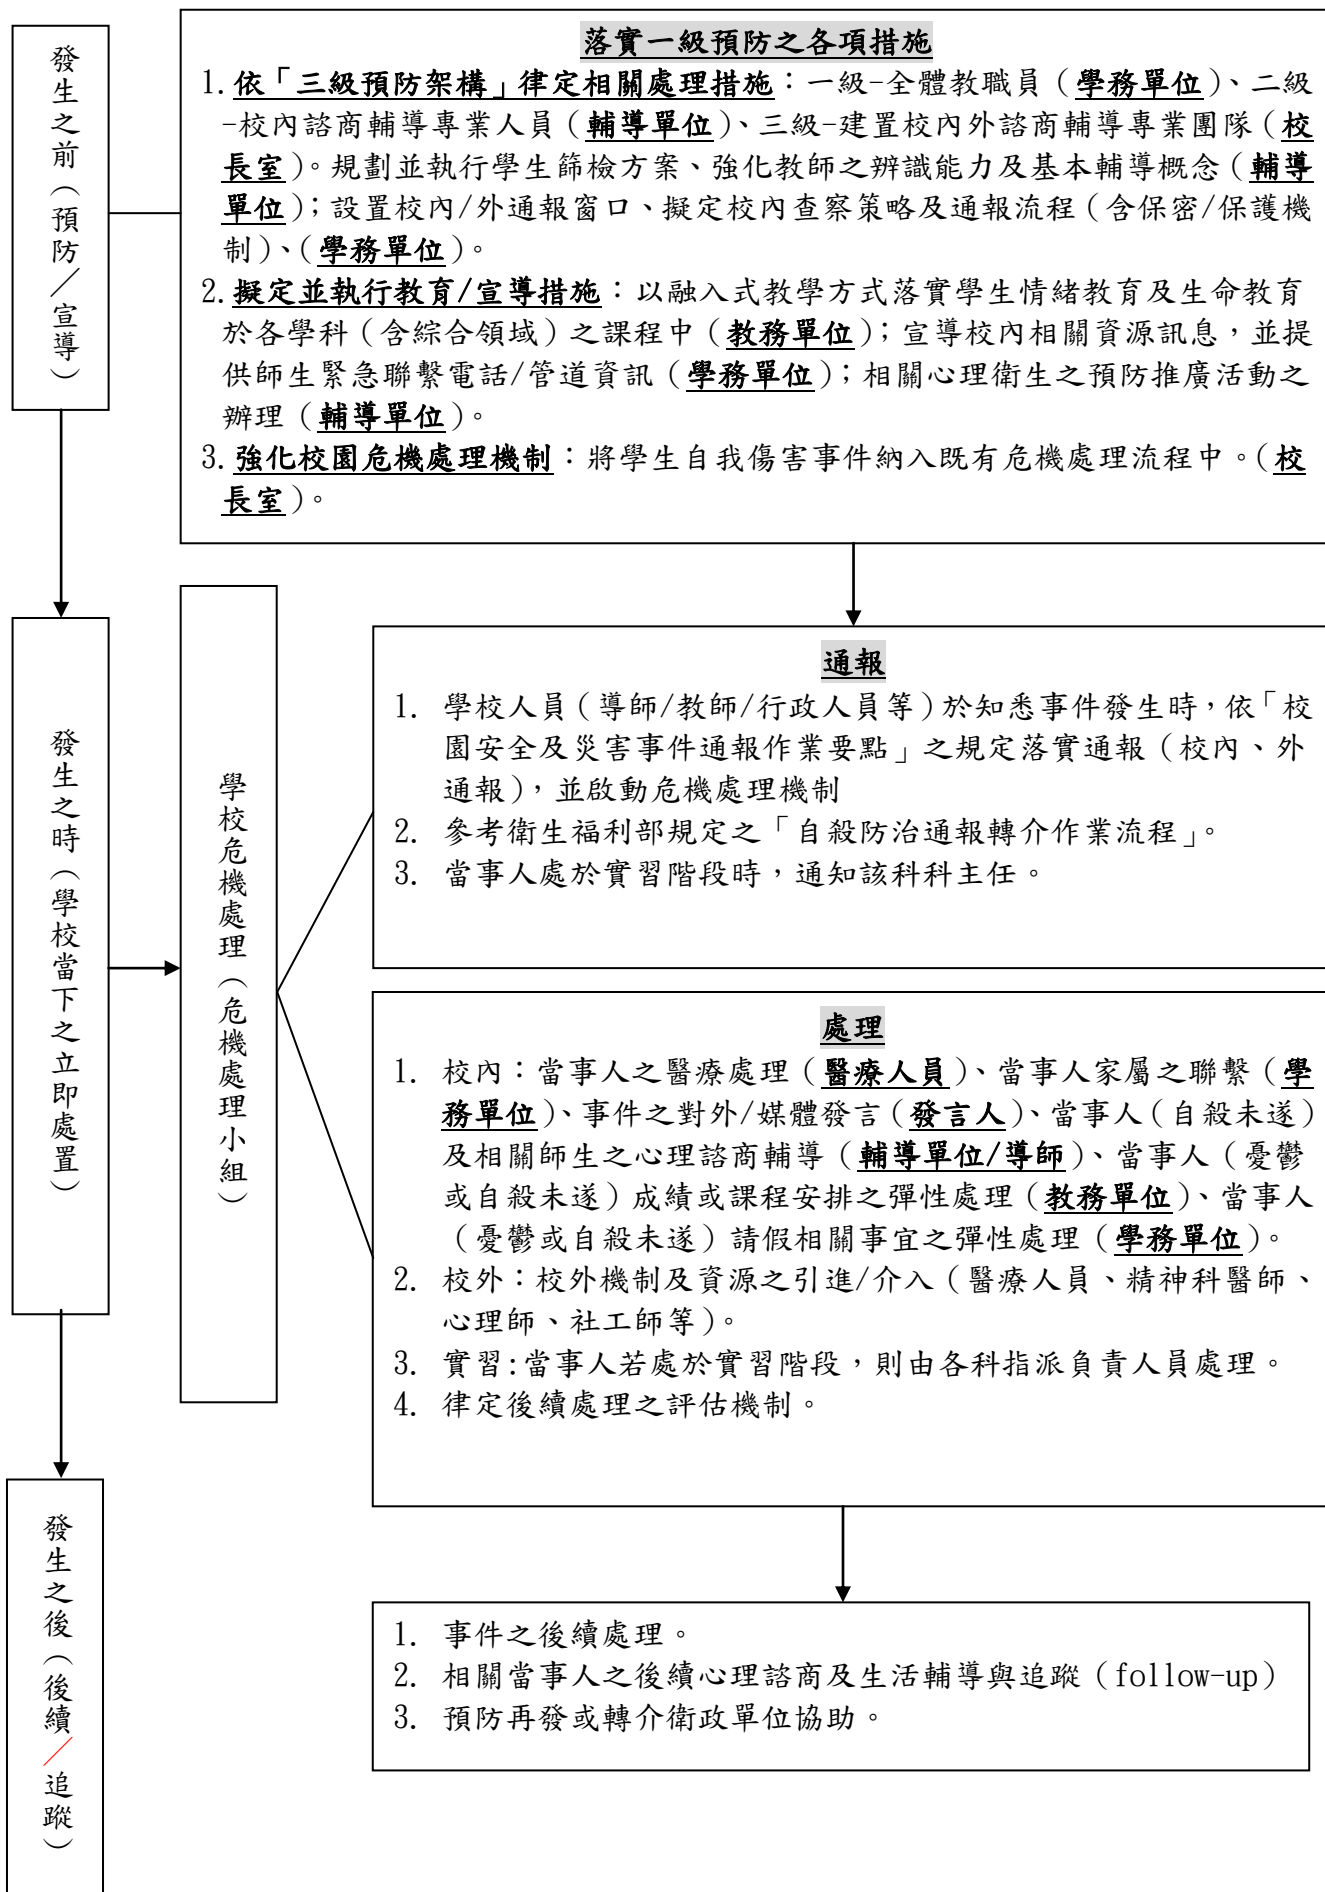 發生之前（預防／宣導）
落實一級預防之各項措施
1.依「三級預防架構」律定相關處理措施：一級-全體教職員（學務單位）、二級
-校內諮商輔導專業人員（輔導單位）、三級-建置校內外諮商輔導專業團隊（校
長室）。規劃並執行學生篩檢方案、強化教師之辨識能力及基本輔導概念（輔導
單位）；設置校內/外通報窗口、擬定校內查察策略及通報流程（含保密/保護機
制）、（學務單位）。
2.擬定並執行教育/宣導措施：以融入式教學方式落實學生情緒教育及生命教育
於各學科（含綜合領域）之課程中（教務單位）；宣導校內相關資源訊息，並提
供師生緊急聯繫電話/管道資訊（學務單位）；相關心理衛生之預防推廣活動之
辦理（輔導單位）。
3.強化校園危機處理機制：將學生自我傷害事件納入既有危機處理流程中。（校
長室）。
發生之時（學校當下之立即處置）
學校危機處理（危機處理小組）
通報
1. 學校人員（導師/教師/行政人員等）於知悉事件發生時，依「校
園安全及災害事件通報作業要點」之規定落實通報（校內、外
通報），並啟動危機處理機制
2. 參考衛生福利部規定之「自殺防治通報轉介作業流程」。
3. 當事人處於實習階段時，通知該科科主任。
處理
1. 校內：當事人之醫療處理（醫療人員）、當事人家屬之聯繫（學
務單位）、事件之對外/媒體發言（發言人）、當事人（自殺未遂）
及相關師生之心理諮商輔導（輔導單位/導師）、當事人（憂鬱
或自殺未遂）成績或課程安排之彈性處理（教務單位）、當事人
（憂鬱或自殺未遂）請假相關事宜之彈性處理（學務單位）。
2. 校外：校外機制及資源之引進/介入（醫療人員、精神科醫師、
心理師、社工師等）。
3. 實習:當事人若處於實習階段，則由各科指派負責人員處理。
4. 律定後續處理之評估機制。
發生之後（後續／追蹤）
1. 事件之後續處理。
2. 相關當事人之後續心理諮商及生活輔導與追蹤（follow-up）
3. 預防再發或轉介衛政單位協助。